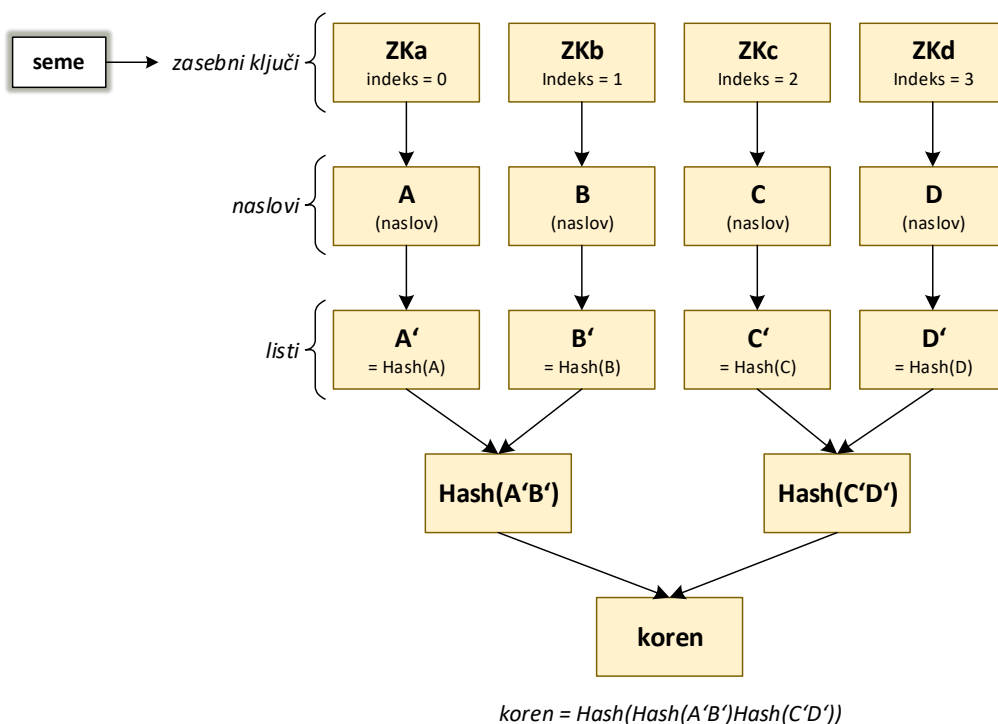 seme
zasebni ključi
ZKa
indeks = 0
ZKb
Indeks = 1
ZKc
Indeks = 2
ZKd
Indeks = 3
naslovi
A
(naslov)
B
(naslov)
C
(naslov)
D
(naslov)
listi
A‘
= Hash(A)
B‘
= Hash(B)
C‘
= Hash(C)
D‘
= Hash(D)
Hash(A‘B‘)
Hash(C‘D‘)
koren
koren = Hash(Hash(A‘B‘)Hash(C‘D‘))